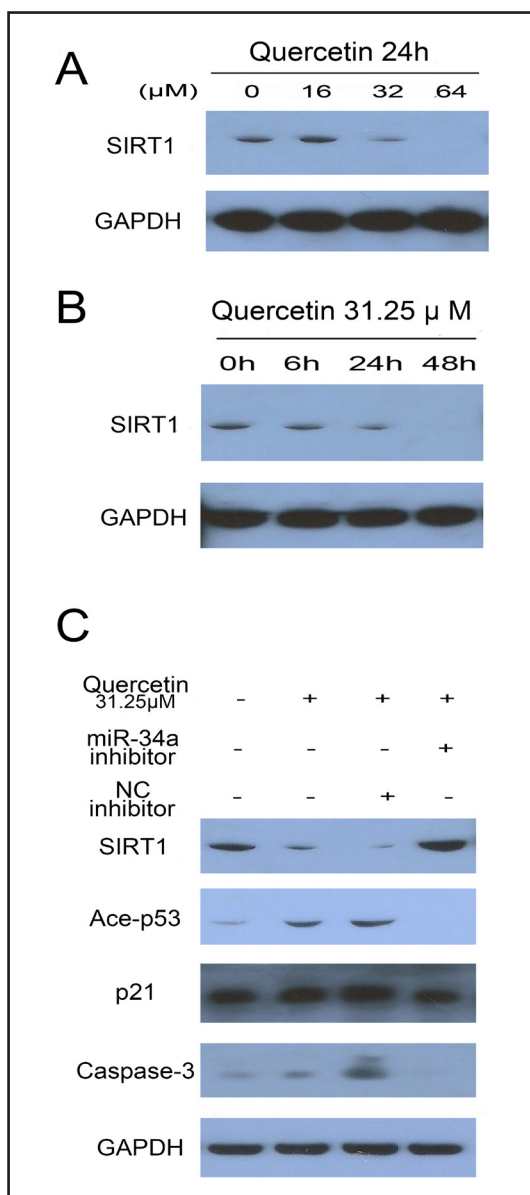 A
Quercetin 24h
(μM) 0 16 32 64
SIRT1
GAPDH
B
Quercetin 31.25 μ M
0h 6h 24h 48h
SIRT1
GAPDH
C
Quercetin
31.25μM - + + +
miR-34a
inhibitor - - - +
NC
inhibitor - - + -
SIRT1
Ace-p53
p21
Caspase-3
GAPDH